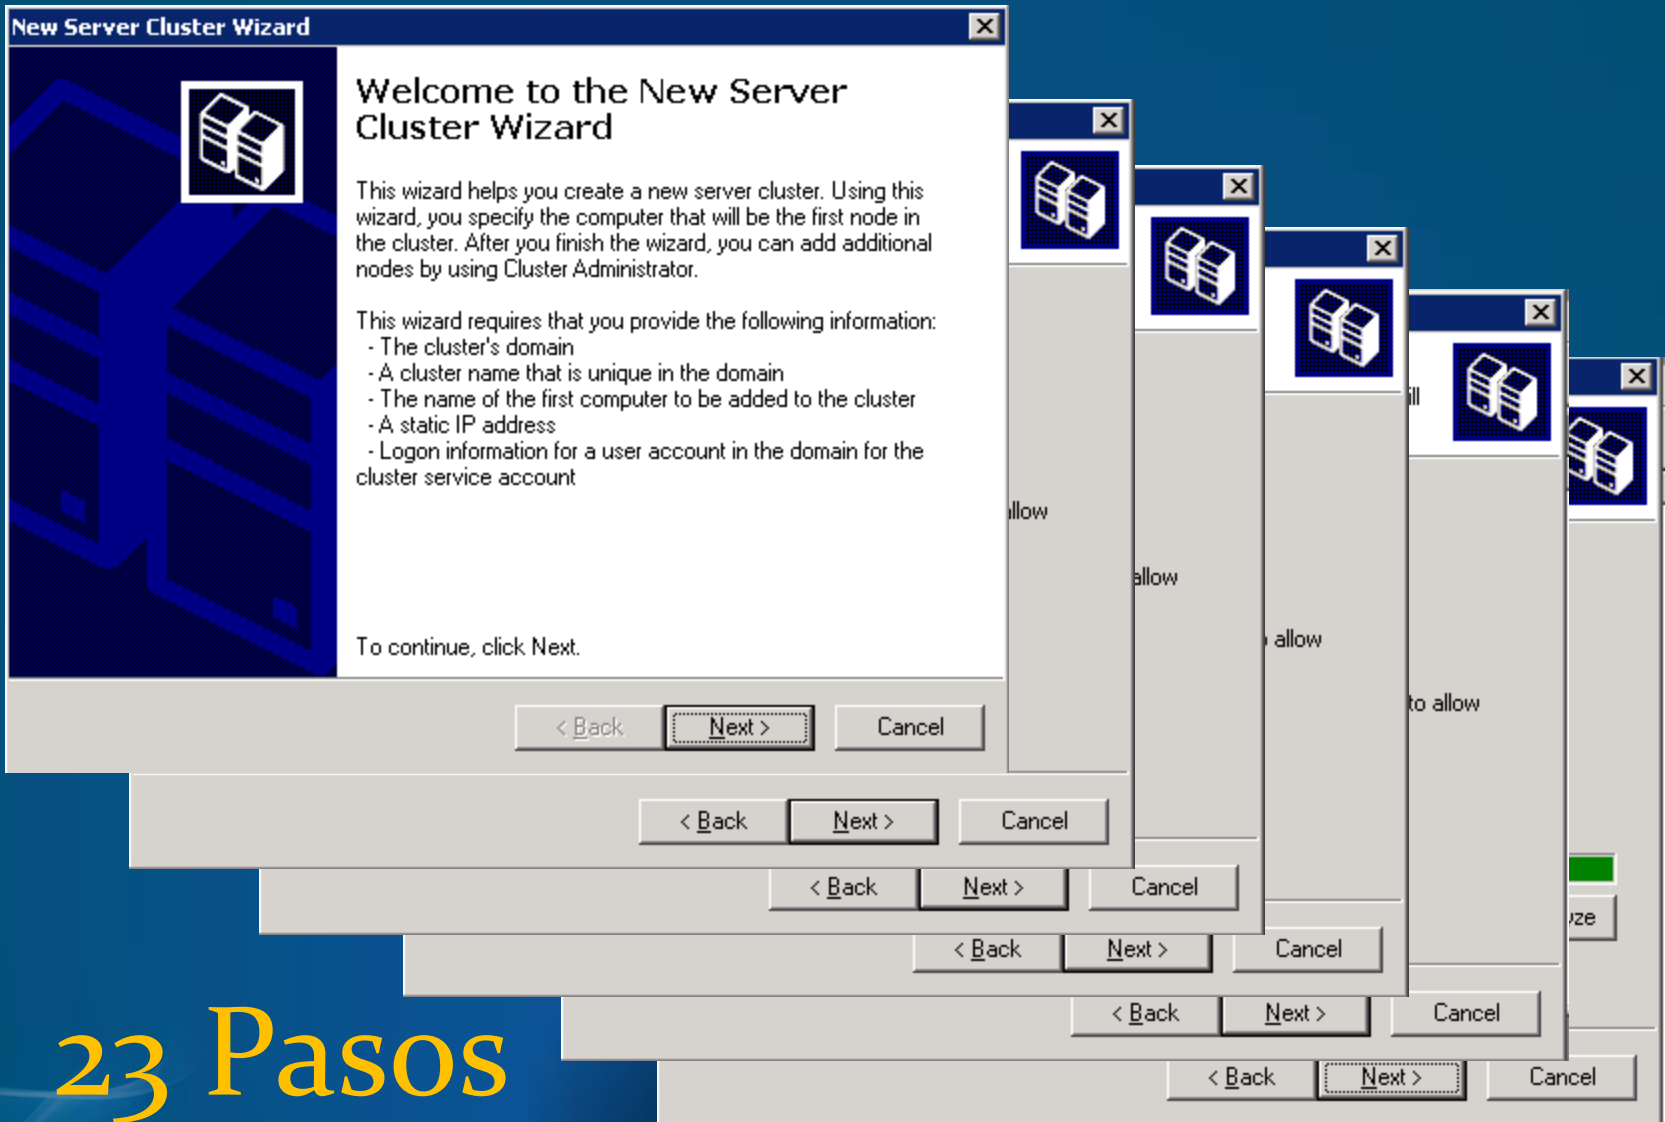 New Server Cluster Wizard
Welcome to the New Server
Cluster Wizard
This wizard helps you create a new server cluster. Using this
wizard, you specify the computer that will be the first node in
the cluster. After you finish the wizard, you can add additional
nodes by using Cluster Administrator.
This wizard requires that you provide the following information:
- The cluster's domain
- A cluster name that is unique in the domain
- The name of the first computer to be added to the cluster
- A static IP address
- Logon information for a user account in the domain for the
cluster service account
To continue, click Next.
< Back Next > Cancel
allow
< Back Next > Cancel
allow
< Back Next > Cancel
allow
< Back Next > Cancel
to allow
< Back Next > Cancel
< Back Next > Cancel
23 Pasos